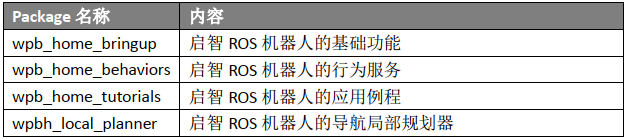 Package 名称 内容
wpb_home_bringup 启智 ROS 机器人的基础功能
wpb_home_behaviors 启智 ROS 机器人的行为服务
wpb_home_tutorials 启智 ROS 机器人的应用例程
wpbh_local_planner 启智 ROS 机器人的导航局部规划器